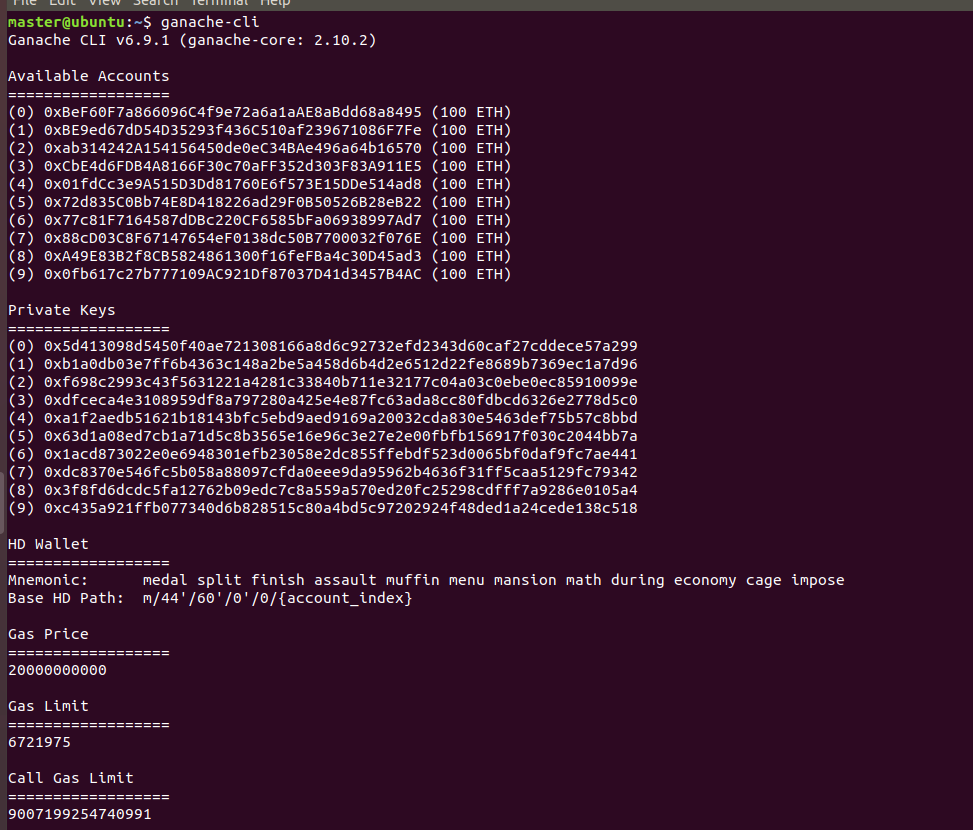 File Edit View Search Terminal Help
master@ubuntu:~$ ganache-cli
Ganache CLI v6.9.1 (ganache-core: 2.10.2)
Available Accounts
==================
(0) 0xBeF60F7a866096C4f9e72a6a1aAE8aBdd68a8495 (100 ETH)
(1) 0xBE9ed67dD54D35293f436C510af239671086F7Fe (100 ETH)
(2) 0xab314242A154156450de0eC34BAe496a64b16570 (100 ETH)
(3) 0xCbE4d6FDB4A8166F30c70aFF352d303F83A911E5 (100 ETH)
(4) 0x01fdCc3e9A515D3Dd81760E6f573E15DDe514ad8 (100 ETH)
(5) 0x72d835C0Bb74E8D418226ad29F0B50526B28eB22 (100 ETH)
(6) 0x77c81F7164587dDBc220CF6585bFa06938997Ad7 (100 ETH)
(7) 0x88cD03C8F67147654eF0138dc50B7700032f076E (100 ETH)
(8) 0xA49E83B2f8CB5824861300f16feFBa4c30D45ad3 (100 ETH)
(9) 0x0fb617c27b777109AC921Df87037D41d3457B4AC (100 ETH)
Private Keys
==================
(0) 0x5d413098d5450f40ae721308166a8d6c92732efd2343d60caf27cddece57a299
(1) 0xb1a0db03e7ff6b4363c148a2be5a458d6b4d2e6512d22fe8689b7369ec1a7d96
(2) 0xf698c2993c43f5631221a4281c33840b711e32177c04a03c0ebe0ec85910099e
(3) 0xdfceca4e3108959df8a797280a425e4e87fc63ada8cc80fdbcd6326e2778d5c0
(4) 0xa1f2aedb51621b18143bfc5ebd9aed9169a20032cda830e5463def75b57c8bbd
(5) 0x63d1a08ed7cb1a71d5c8b3565e16e96c3e27e2e00fbfb156917f030c2044bb7a
(6) 0x1acd873022e0e6948301efb23058e2dc855ffebdf523d0065bf0daf9fc7ae441
(7) 0xdc8370e546fc5b058a88097cfda0eee9da95962b4636f31ff5caa5129fc79342
(8) 0x3f8fd6dcdc5fa12762b09edc7c8a559a570ed20fc25298cdfff7a9286e0105a4
(9) 0xc435a921ffb077340d6b828515c80a4bd5c97202924f48ded1a24cede138c518
HD Wallet
==================
Mnemonic:      medal split finish assault muffin menu mansion math during economy cage impose
Base HD Path:  m/44'/60'/0'/0/{account_index}
Gas Price
==================
20000000000
Gas Limit
==================
6721975
Call Gas Limit
==================
9007199254740991